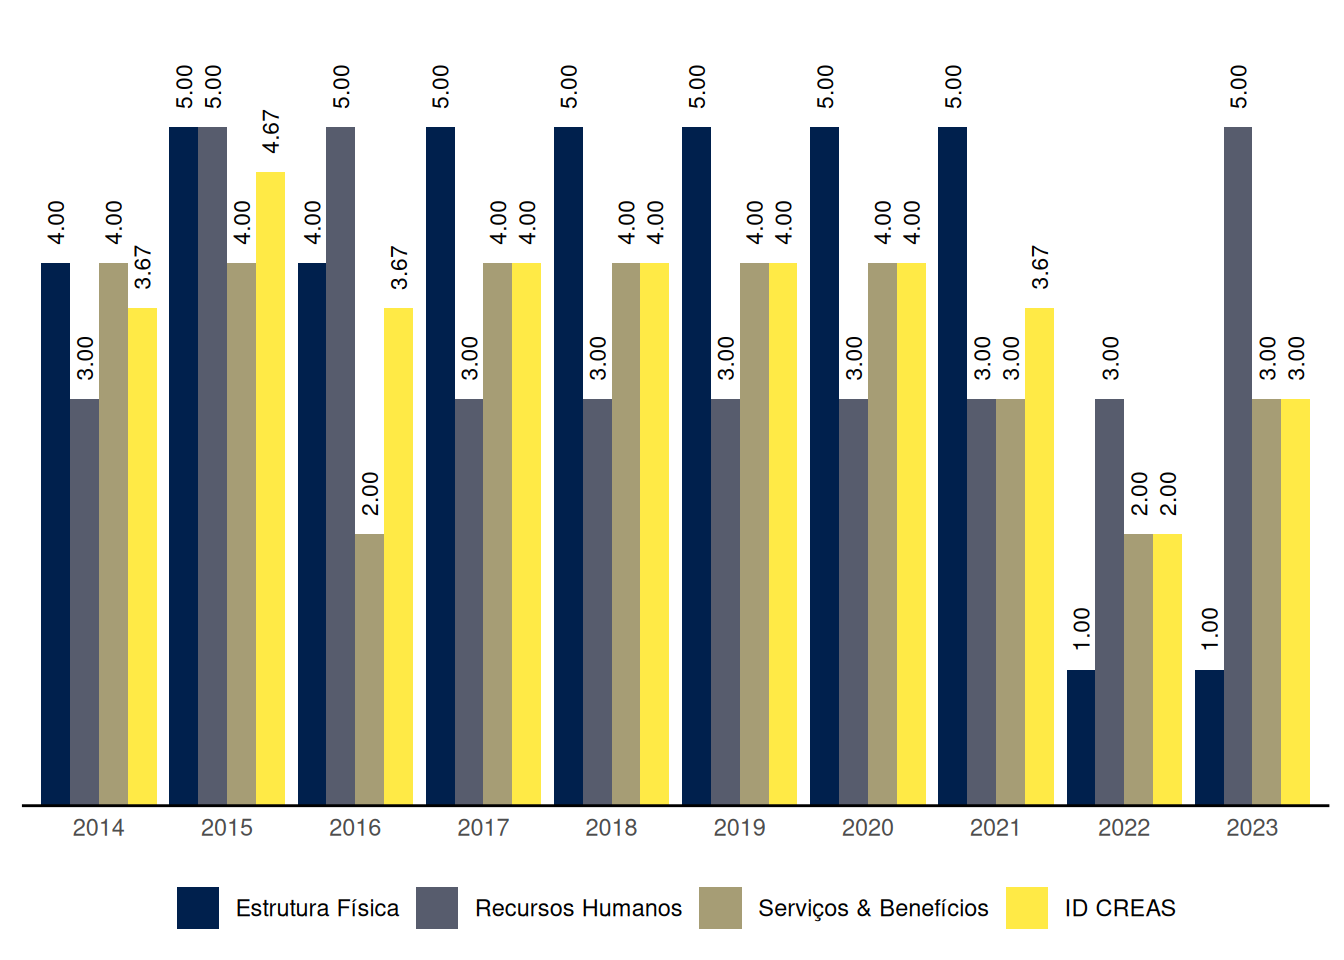 5.00 5.00 5.00 5.00 5.00 5.00 5.00 5.00 5.00
4.67
4.00 4.00 4.00 4.00 4.00 4.00 4.00 4.00 4.00 4.00 4.00 4.00
3.67 3.67 3.67
3.00 3.00 3.00 3.00 3.00 3.00 3.00 3.00 3.00 3.00
2.00 2.00 2.00
1.00 1.00
2014 2015 2016 2017 2018 2019 2020 2021 2022 2023
Estrutura Física Recursos Humanos Serviços & Benefícios ID CREAS